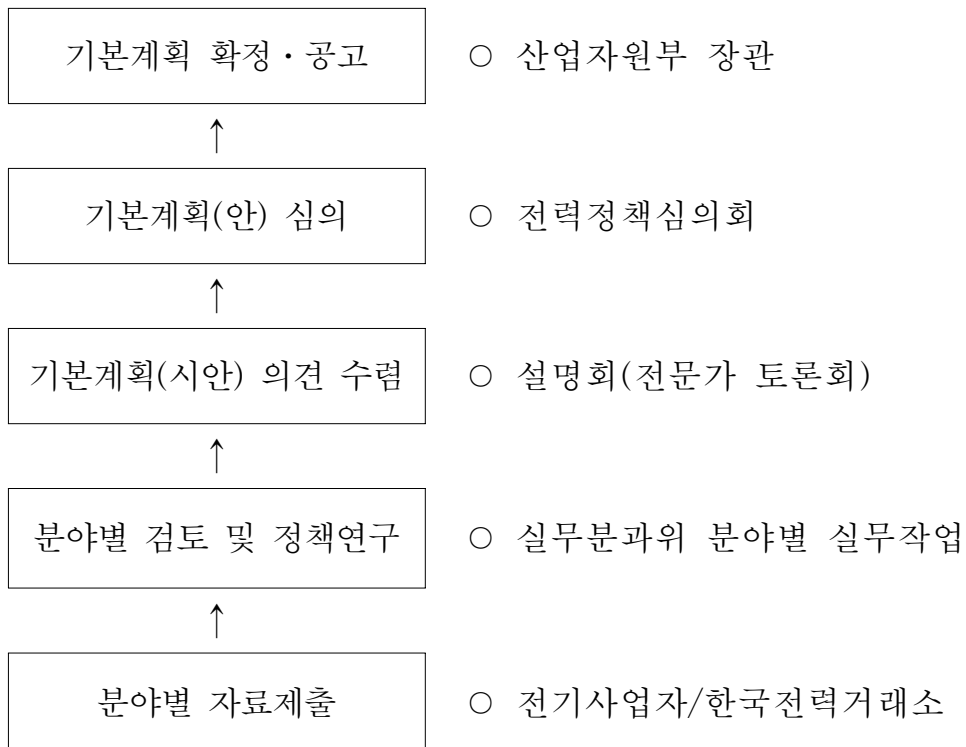 기본계획 확정·공고 ○ 산업자원부 장관
↑
기본계획(안) 심의 ○ 전력정책심의회
↑
기본계획(시안) 의견 수렴 ○ 설명회(전문가 토론회)
↑
분야별 검토 및 정책연구 ○ 실무분과위 분야별 실무작업
↑
분야별 자료제출 ○ 전기사업자/한국전력거래소